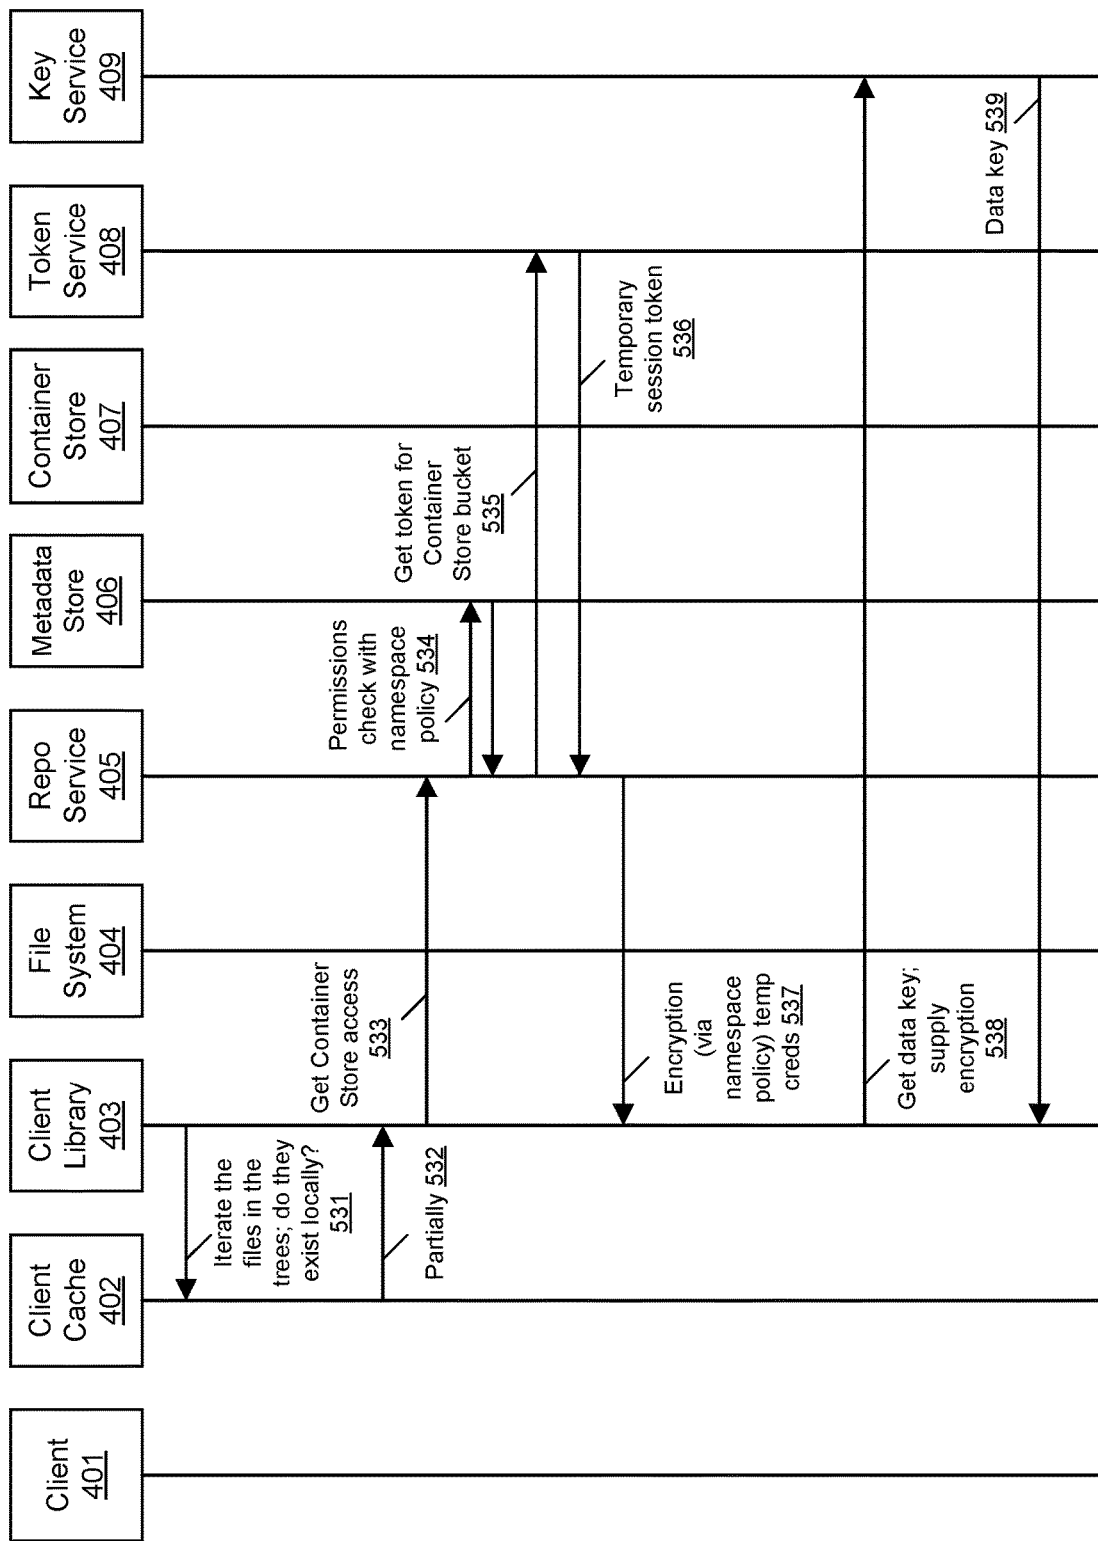 Client
401
Client
Cache
402
Client
Library
403
File
System
404
Repo
Service
405
Metadata
Store
406
Container
Store
407
Token
Service
408
Key
Service
409
Iterate the
files in the
trees; do they
exist locally?
531
Partially 532
Get Container
Store access
533
Permissions
check with
namespace
policy 534
Get token for
Container
Store bucket
535
Temporary
session token
536
Encryption
(via
namespace
policy) temp
creds 537
Get data key;
supply
encryption
538
Data key 539